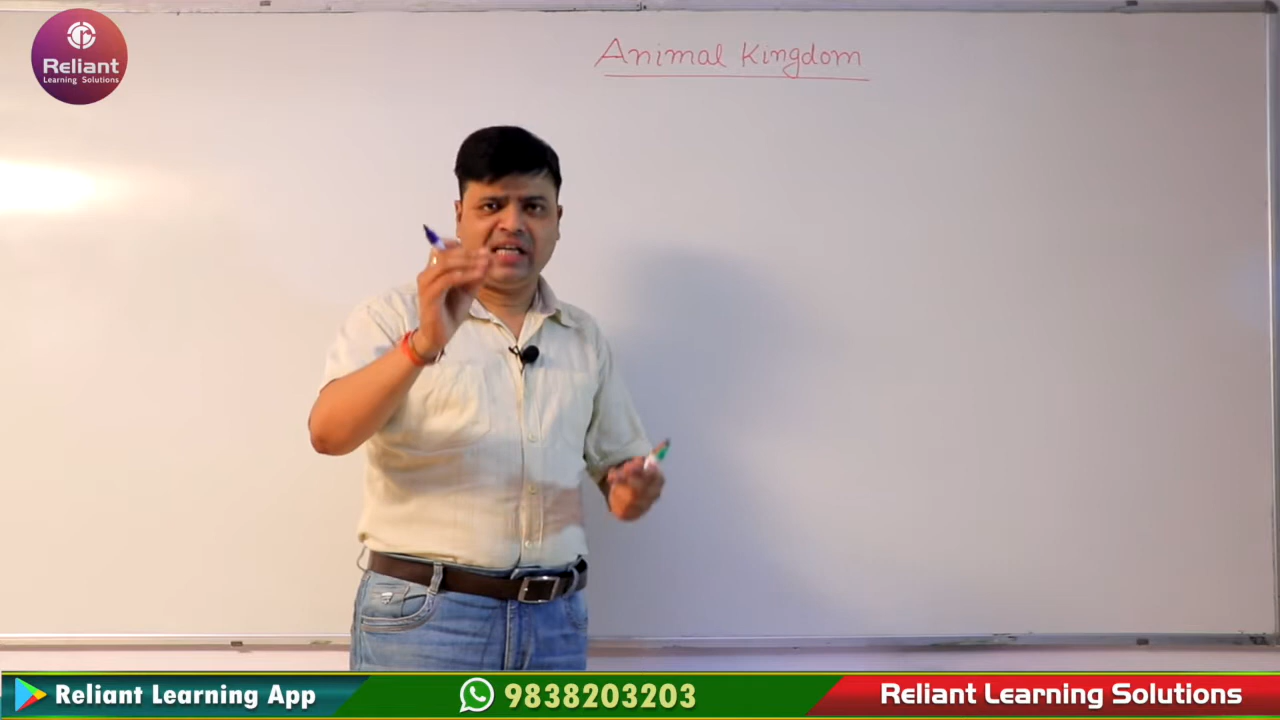 Reliant
Learning Solutions
Animal Kingdom
Reliant Learning App
9838203203
Reliant Learning Solutions